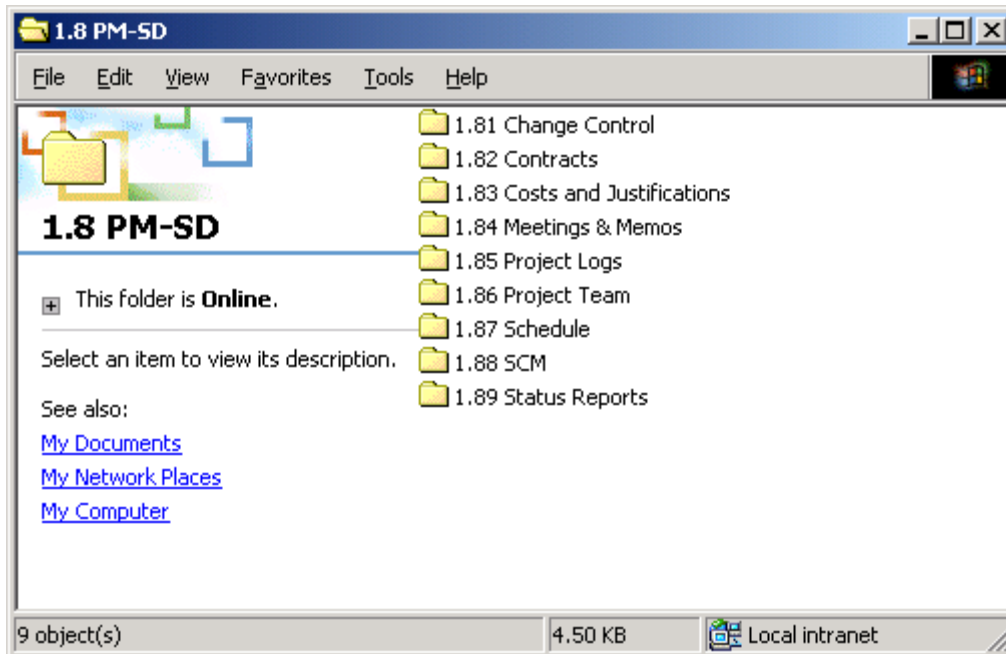 1.8 PM-SD
File Edit View Favorites Tools Help
1.8 PM-SD
This folder is Online.
Select an item to view its description.
See also:
My Documents
My Network Places
My Computer
1.81 Change Control
1.82 Contracts
1.83 Costs and Justifications
1.84 Meetings & Memos
1.85 Project Logs
1.86 Project Team
1.87 Schedule
1.88 SCM
1.89 Status Reports
9 object(s) 4.50 KB Local intranet